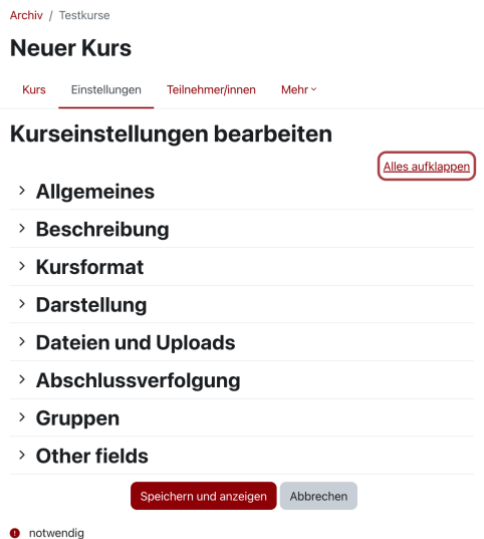 Archiv / Testkurse
Neuer Kurs
Kurs Einstellungen Teilnehmer/innen Mehr
Kurseinstellungen bearbeiten
Alles aufklappen
Allgemeines
Beschreibung
Kursformat
Darstellung
Dateien und Uploads
Abschlussverfolgung
Gruppen
Other fields
Speichern und anzeigen Abbrechen
notwendig